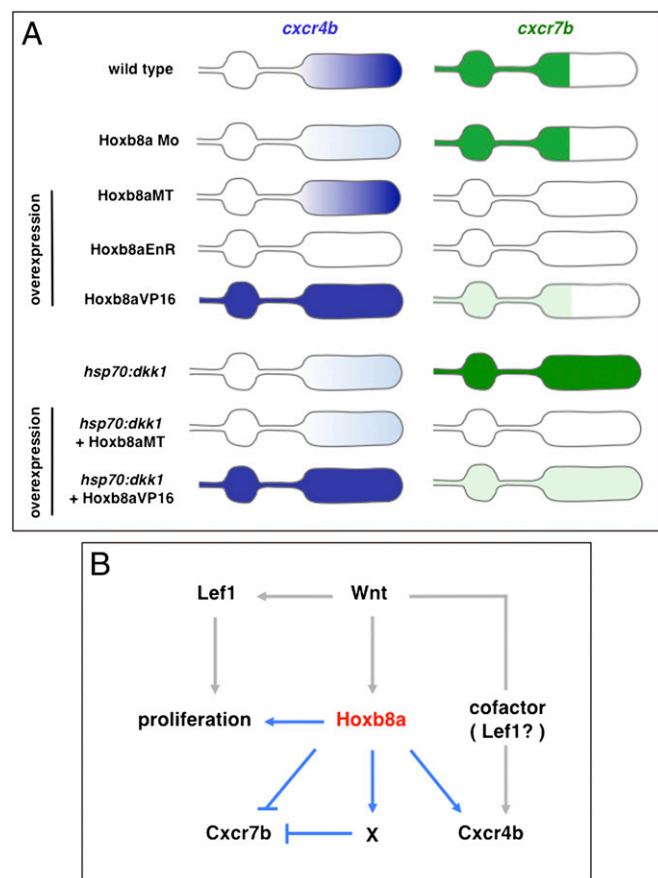 A
cxcr4b
cxcr7b
wild type
Hoxb8a Mo
overexpression
Hoxb8aMT
Hoxb8aEnR
Hoxb8aVP16
hsp70:dkk1
overexpression
hsp70:dkk1
+ Hoxb8aMT
hsp70:dkk1
+ Hoxb8aVP16
B
Lef1
Wnt
proliferation
Hoxb8a
cofactor
( Lef1? )
Cxcr7b
X
Cxcr4b